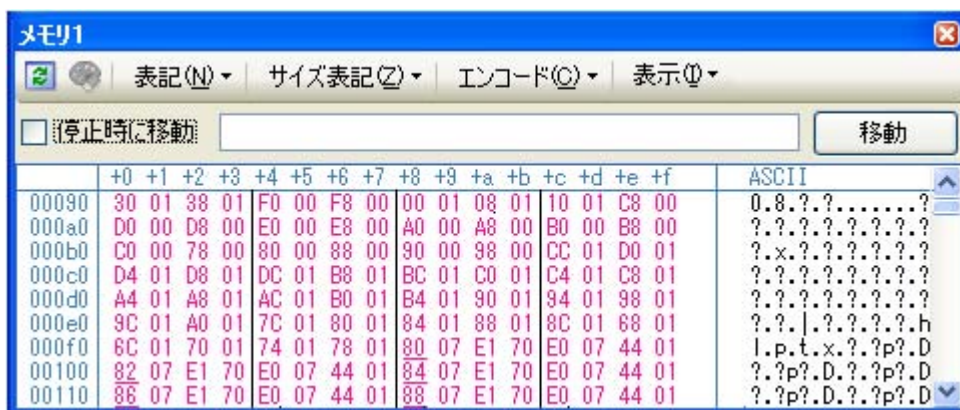 メモリ1
表記(N) サイズ表記(Z) エンコード(C) 表示(I)
停止時に移動 移動
+0 +1 +2 +3 +4 +5 +6 +7 +8 +9 +a +b +c +d +e +f ASCII
00090 30 01 38 01 F0 00 F8 00 00 01 08 01 10 01 C8 00 0.8.?.?.......?
000a0 D0 00 D8 00 E0 00 E8 00 A0 00 A8 00 B0 00 B8 00 ?.?.?.?.?.?.?.?
000b0 C0 00 78 00 80 00 88 00 90 00 98 00 CC 01 D0 01 ?.x.?.?.?.?.?.?
000c0 D4 01 D8 01 DC 01 B8 01 BC 01 C0 01 C4 01 C8 01 ?.?.?.?.?.?.?.?
000d0 A4 01 A8 01 AC 01 B0 01 B4 01 90 01 94 01 98 01 ?.?.?.?.?.?.?.?
000e0 9C 01 A0 01 7C 01 80 01 84 01 88 01 8C 01 68 01 ?.?.|.?.?.?.?.h
000f0 6C 01 70 01 74 01 78 01 80 07 E1 70 E0 07 44 01 l.p.t.x.?.?p?.D
00100 82 07 E1 70 E0 07 44 01 84 07 E1 70 E0 07 44 01 ?.?p?.D.?.?p?.D
00110 86 07 E1 70 E0 07 44 01 88 07 E1 70 E0 07 44 01 ?.?p?.D.?.?p?.D